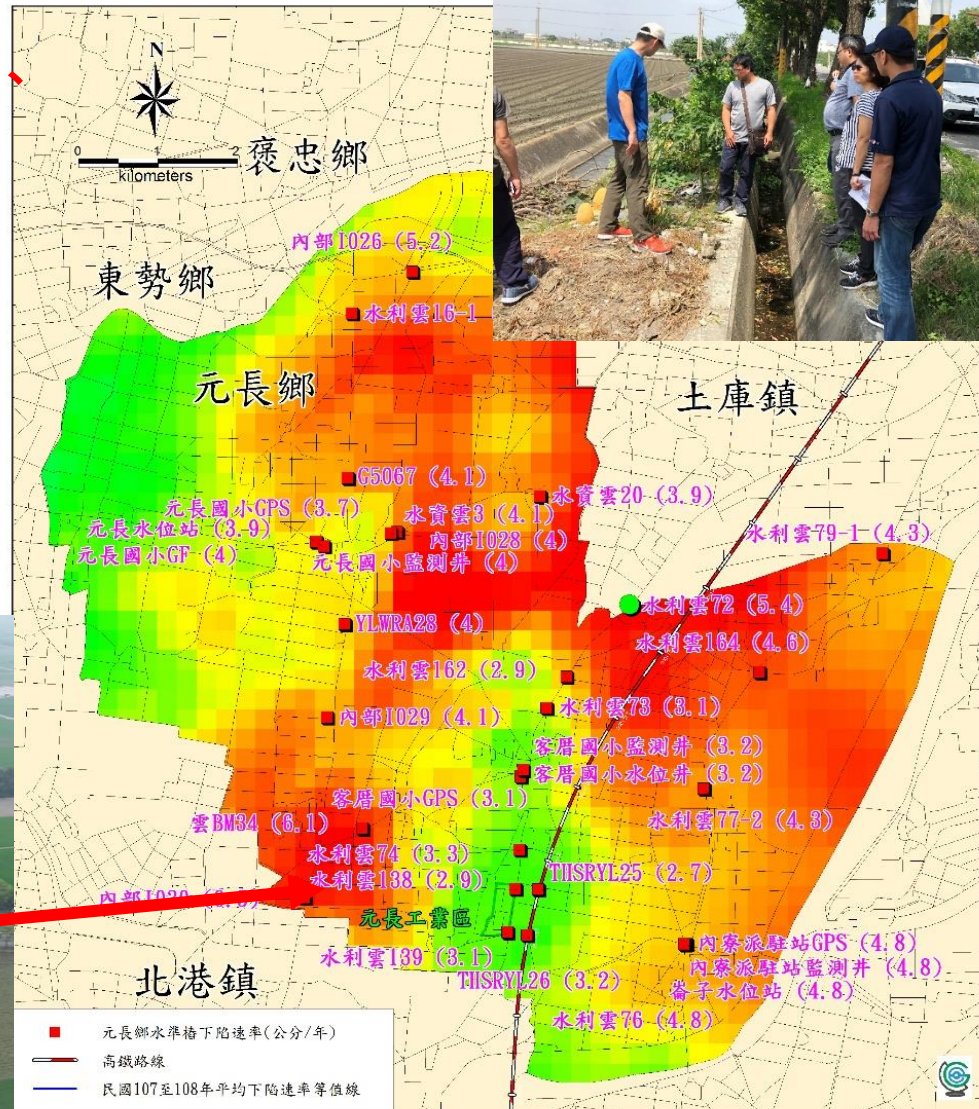 N
0 1 2
kilometers
褒忠鄉
東勢鄉
內部I026 (5.2)
水利雲16-1
元長鄉
土庫鎮
G5067 (4.1)
水資雲20 (3.9)
元長國小GPS (3.7)
水資雲3 (4.1)
元長水位站 (3.9)
內部I028 (4)
水利雲79-1 (4.3)
元長國小GF (4)
元長國小監測井 (4)
水利雲72 (5.4)
YLWRA28 (4)
水利雲164 (4.6)
水利雲162 (2.9)
內部I029 (4.1)
水利雲73 (3.1)
客厝國小監測井 (3.2)
客厝國小水位井 (3.2)
客厝國小GPS (3.1)
雲BM34 (6.1)
水利雲77-2 (4.3)
水利雲74 (3.3)
水利雲138 (2.9)
THSRYL25 (2.7)
元長工業區
水利雲139 (3.1)
內寮派駐站GPS (4.8)
內寮派駐站監測井 (4.8)
崙子水位站 (4.8)
THSRYL26 (3.2)
北港鎮
水利雲76 (4.8)
元長鄉水準樁下陷速率(公分/年)
高鐵路線
民國107至108年平均下陷速率等值線